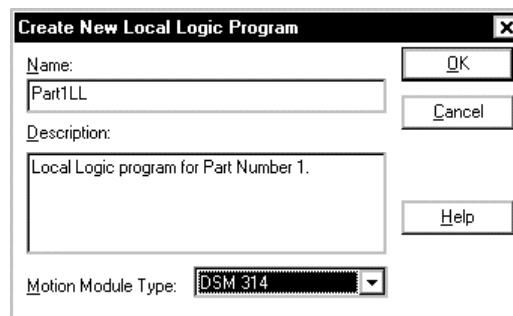 Create New Local Logic Program
Name:
Part1LL
Description:
Local Logic program for Part Number 1.
Motion Module Type: DSM 314
OK
Cancel
Help